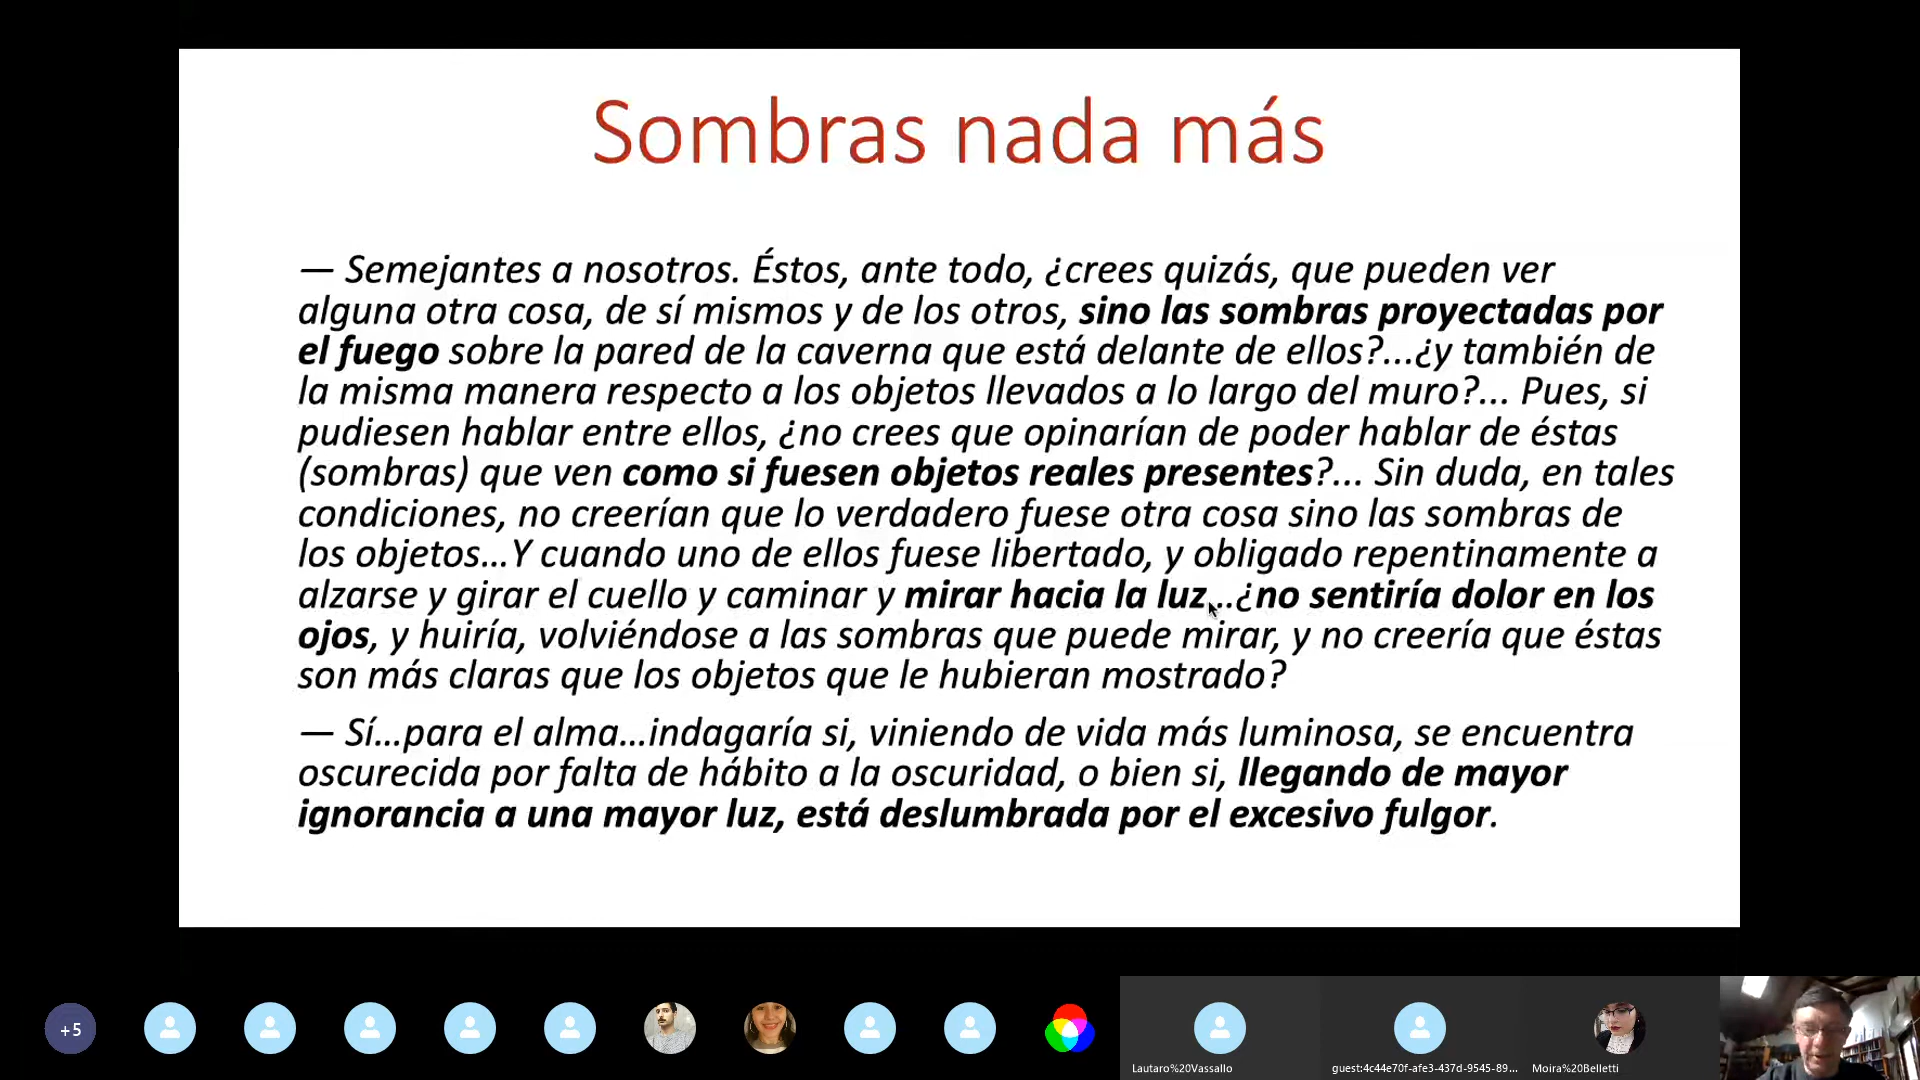 Sombras nada más
— Semejantes a nosotros. Éstos, ante todo, ¿crees quizás, que pueden ver
alguna otra cosa, de sí mismos y de los otros, sino las sombras proyectadas por
el fuego sobre la pared de la caverna que está delante de ellos?...¿y también de
la misma manera respecto a los objetos llevados a lo largo del muro?... Pues, si
pudiesen hablar entre ellos, ¿no crees que opinarían de poder hablar de éstas
(sombras) que ven como si fuesen objetos reales presentes?... Sin duda, en tales
condiciones, no creerían que lo verdadero fuese otra cosa sino las sombras de
los objetos...Y cuando uno de ellos fuese libertado, y obligado repentinamente a
alzarse y girar el cuello y caminar y mirar hacia la luz...¿no sentiría dolor en los
ojos, y huiría, volviéndose a las sombras que puede mirar, y no creería que éstas
son más claras que los objetos que le hubieran mostrado?
— Sí...para el alma...indagaría si, viniendo de vida más luminosa, se encuentra
oscurecida por falta de hábito a la oscuridad, o bien si, llegando de mayor
ignorancia a una mayor luz, está deslumbrada por el excesivo fulgor.
+5
Lautaro%20Vassallo
guest:4c44e70f-afe3-437d-9545-89...
Moira%20Belletti